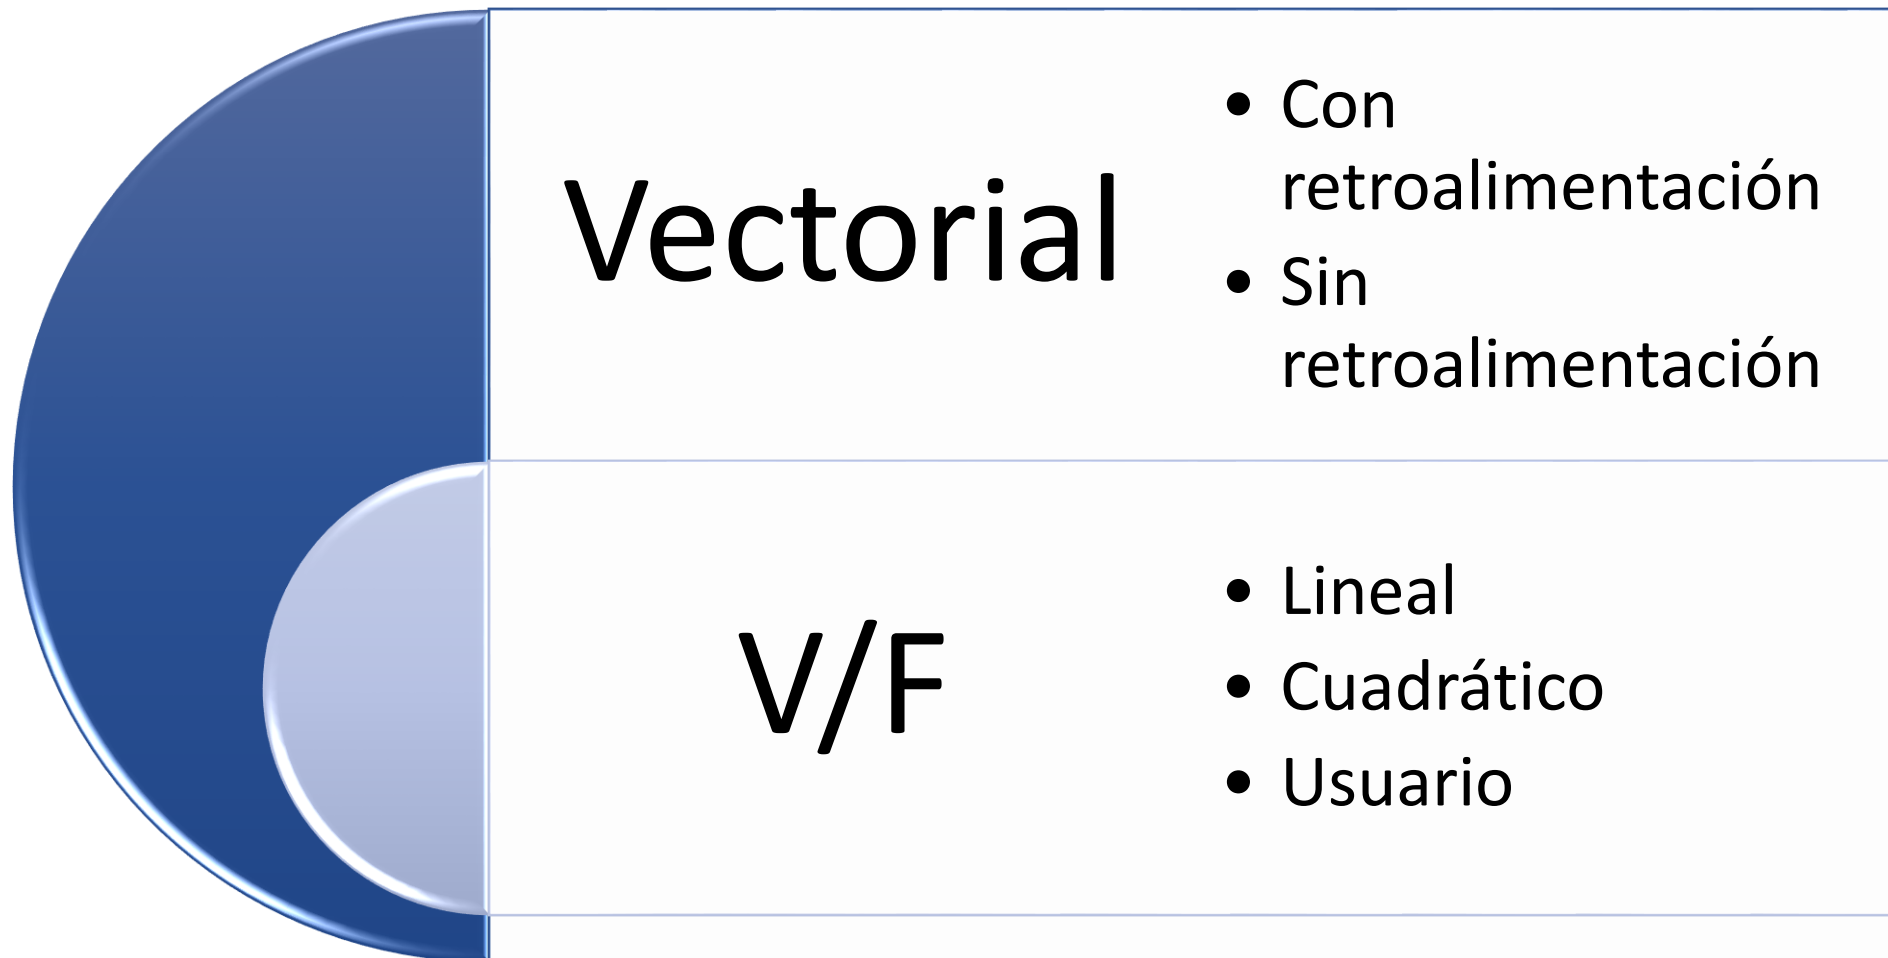 Vectorial
• Con
retroalimentación
• Sin
retroalimentación
V/F
• Lineal
• Cuadrático
• Usuario